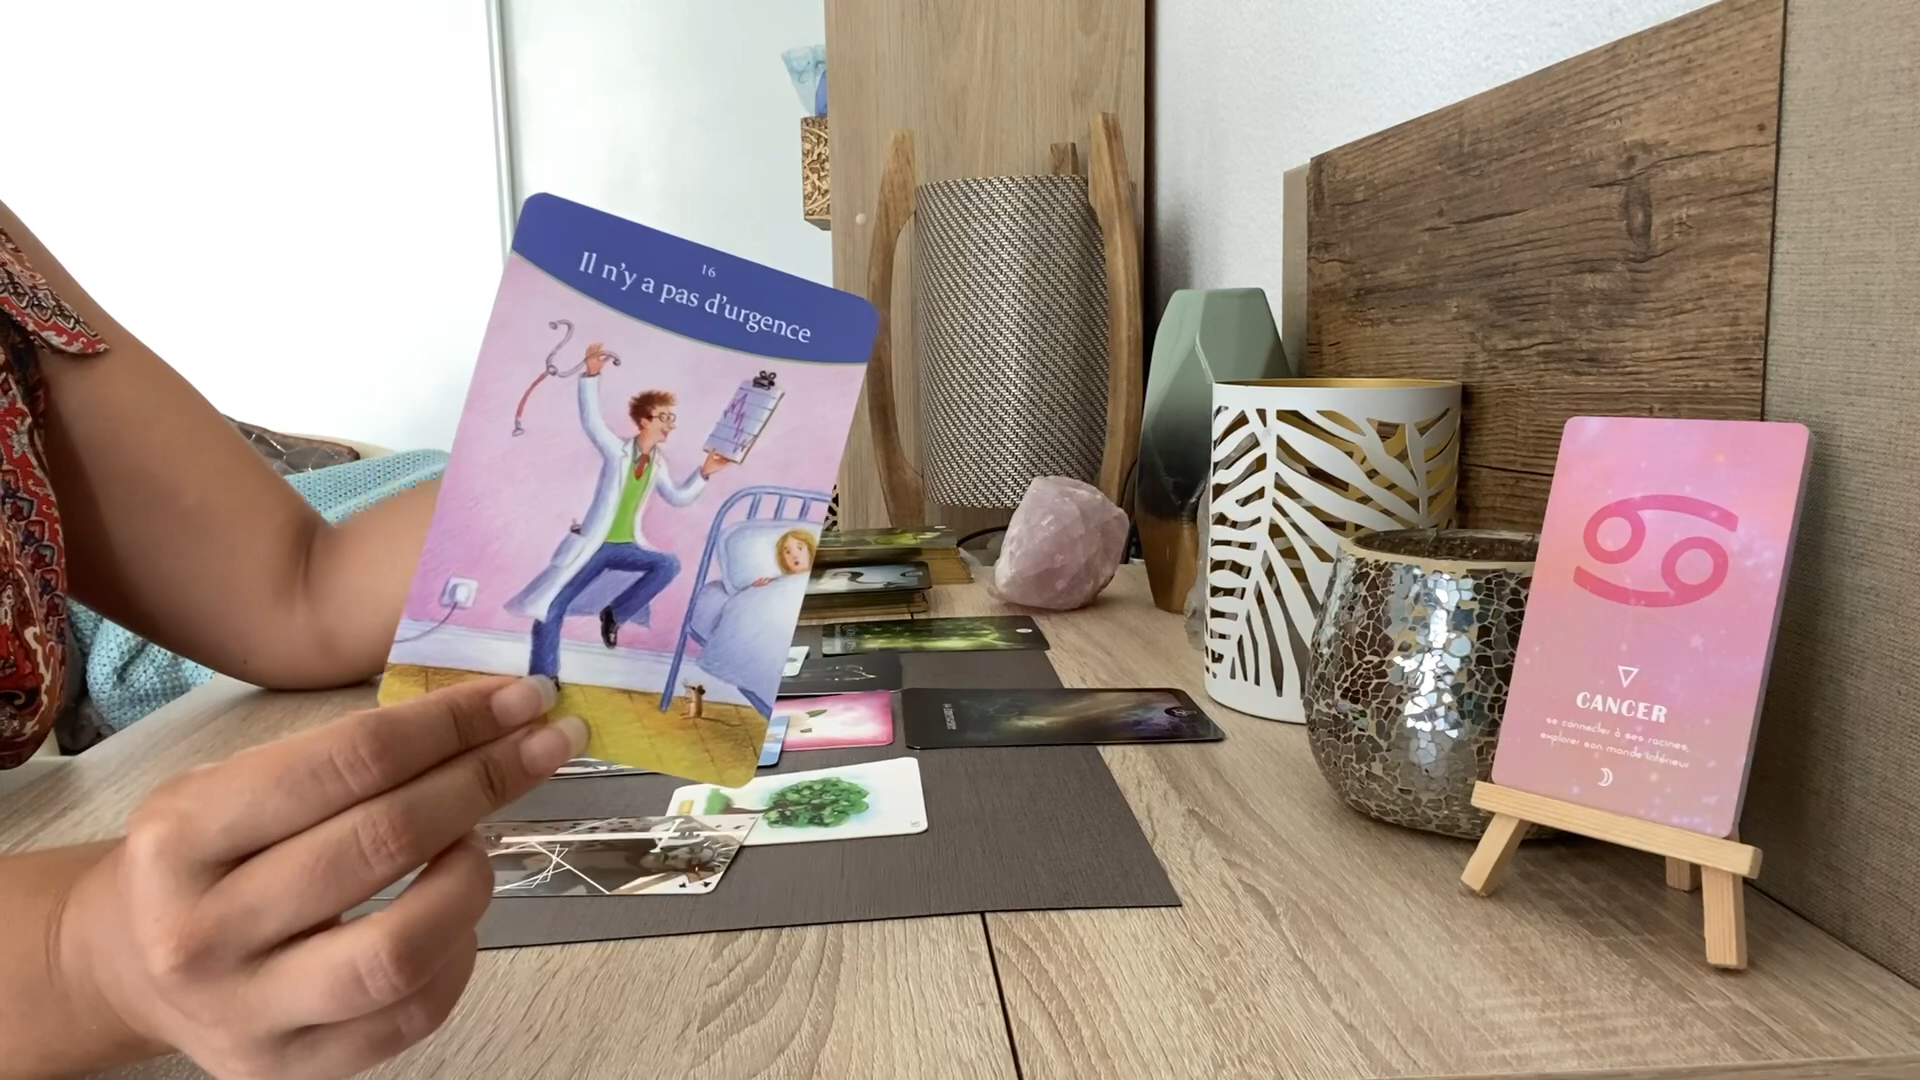 16
Il n'y a pas d'urgence
CANCER
se connecter à ses racines,
explorer son monde intérieur